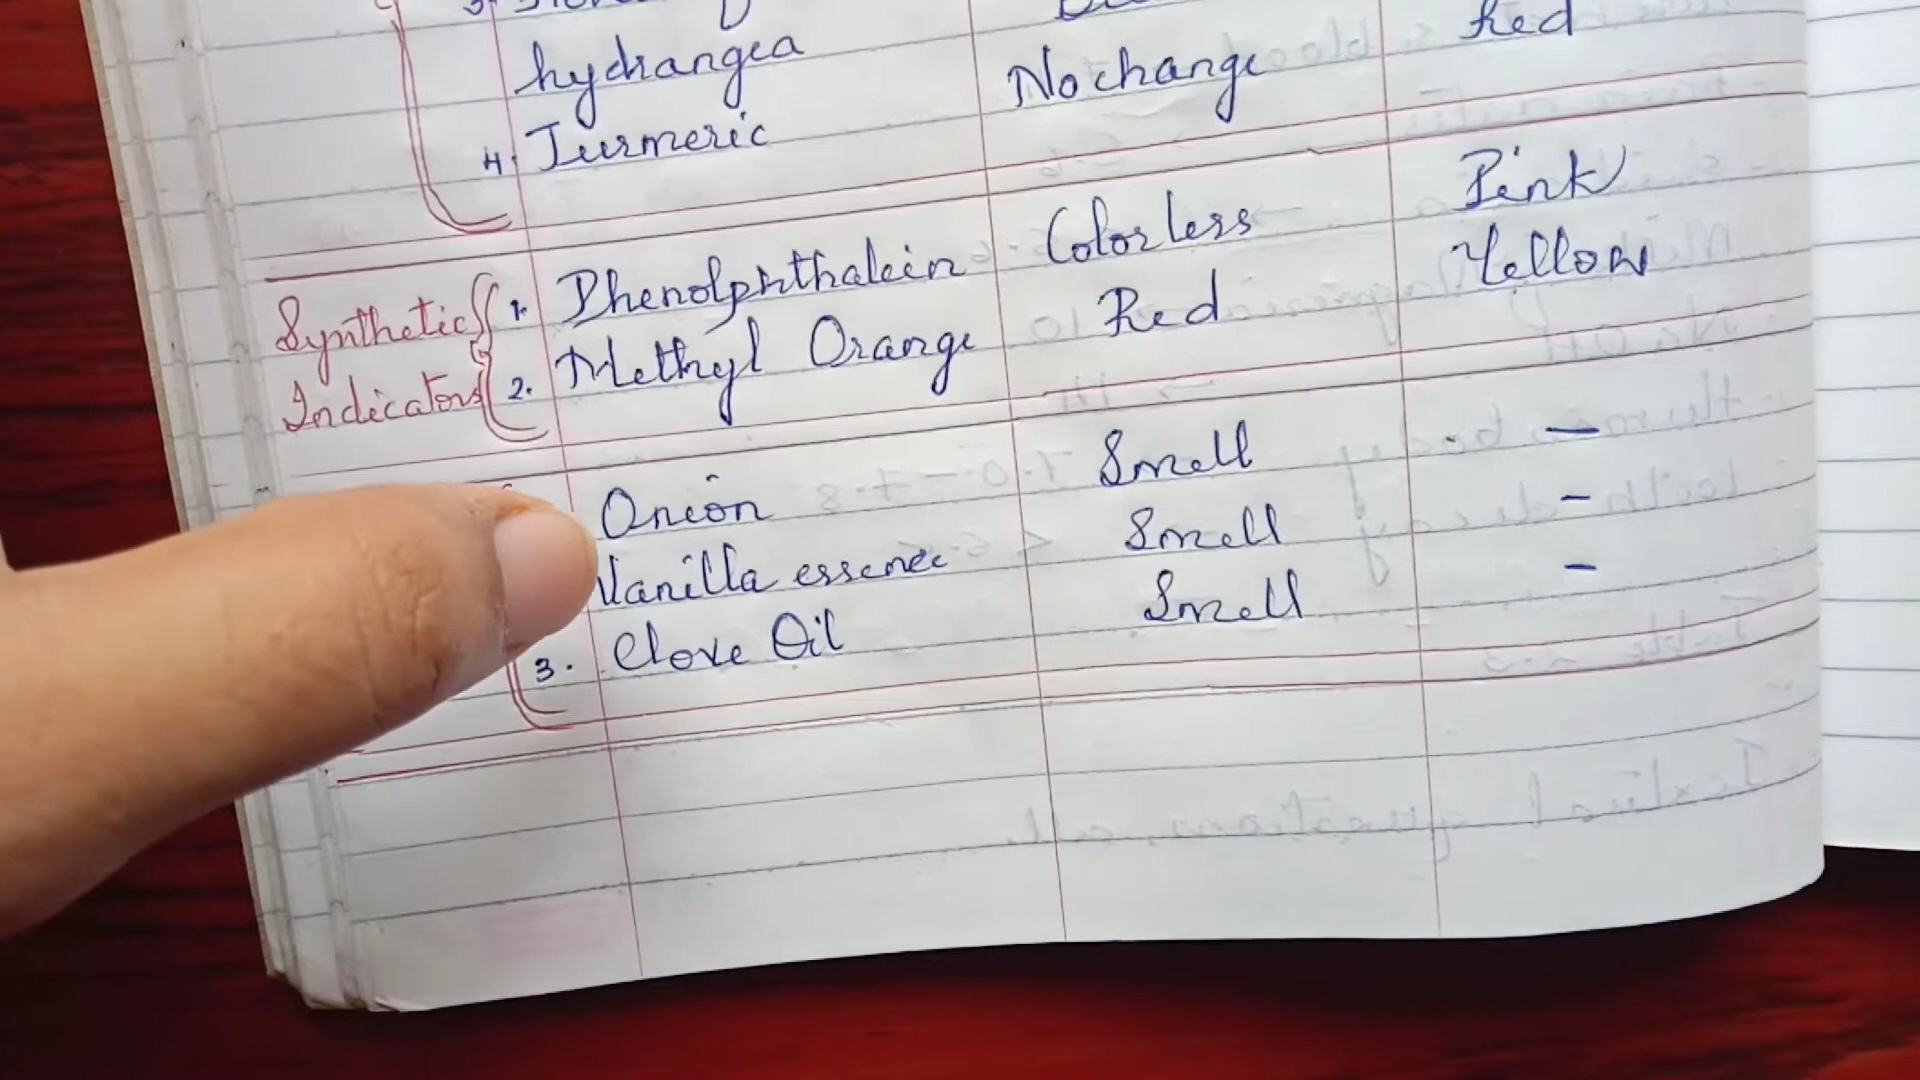 3.
hydrangea No change Red
4. Turmeric
Synthetic Indicators
1. Phenolphthalein Colorless Pink
2. Methyl Orange Red Yellow
Onion Smell -
Vanilla essence Smell -
3. Clove Oil Smell -